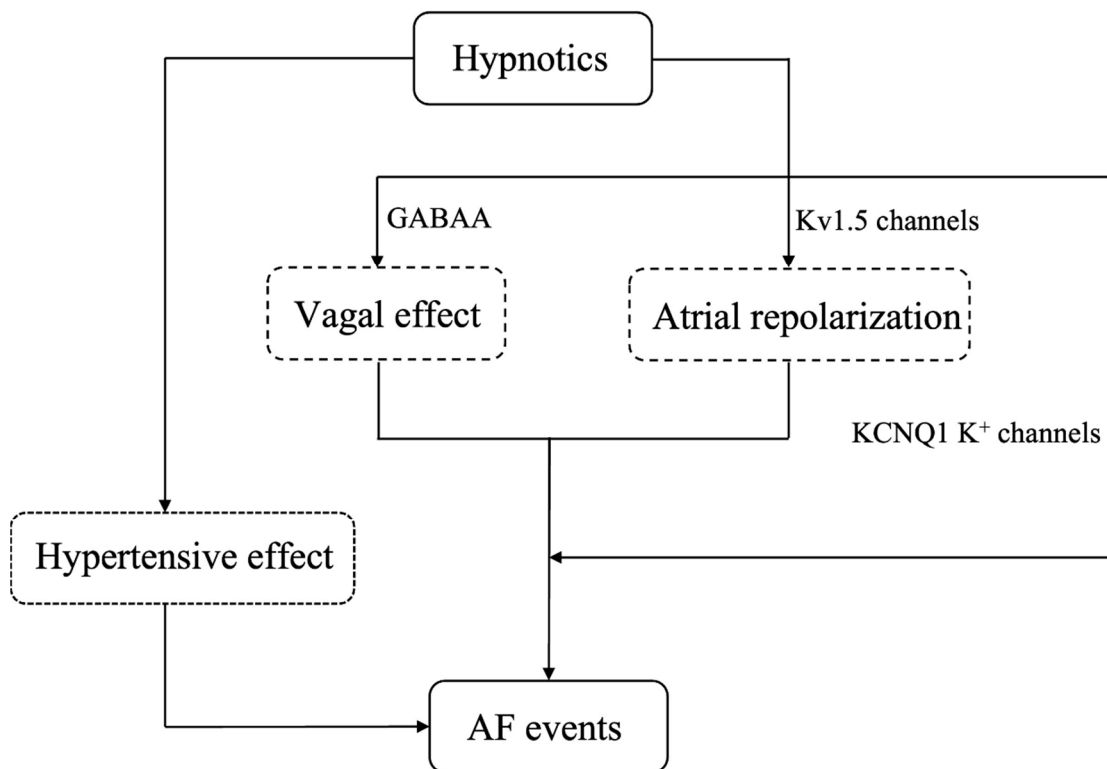 Hypnotics
GABAA
Kv1.5 channels
Vagal effect
Atrial repolarization
KCNQ1 K⁺ channels
Hypertensive effect
AF events